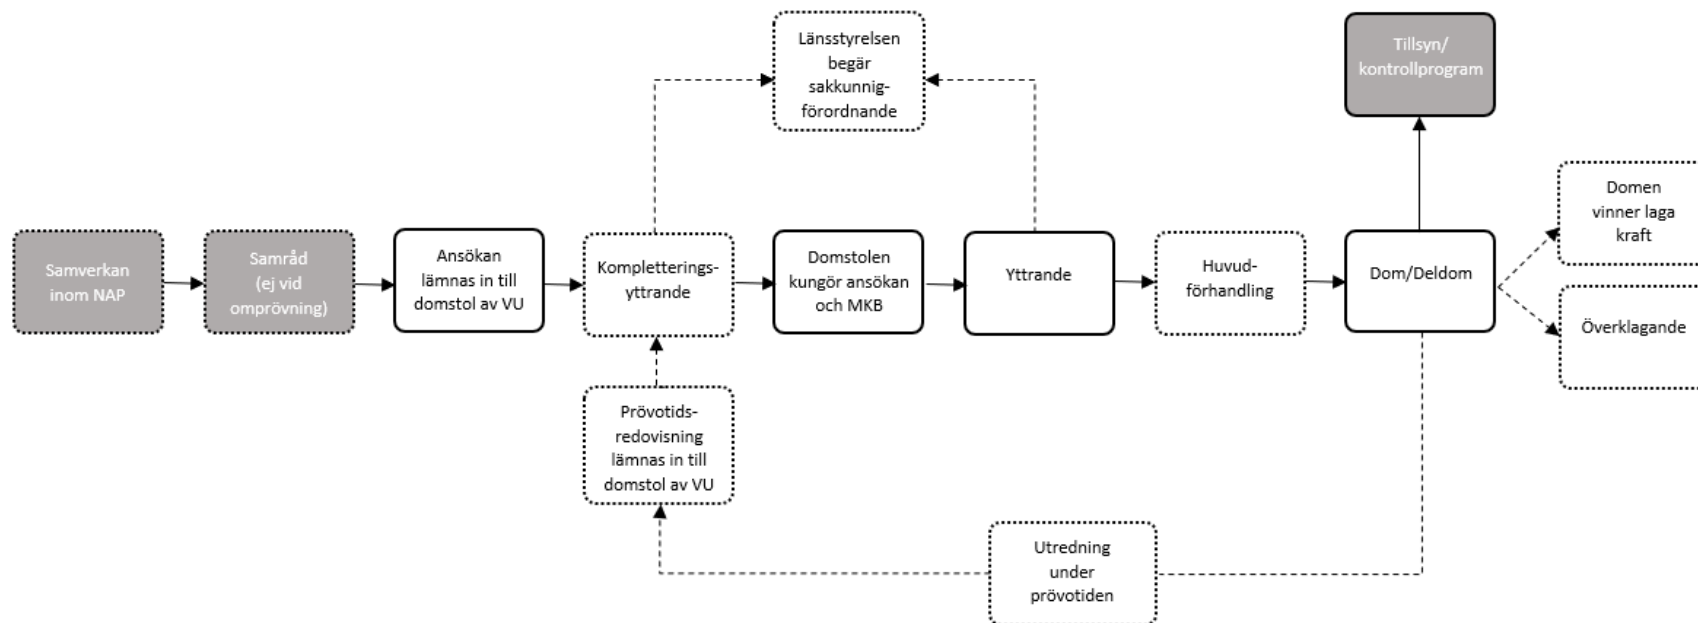 Länsstyrelsen
begär
sakkunnig-
förordnande
Tillsyn/
kontrollprogram
Samverkan
inom NAP
Samråd
(ej vid
omprövning)
Ansökan
lämnas in till
domstol av VU
Kompletterings-
yttrande
Domstolen
kungör ansökan
och MKB
Yttrande
Huvud-
förhandling
Dom/Deldom
Domen
vinner laga
kraft
Överklagande
Prövotids-
redovisning
lämnas in till
domstol av VU
Utredning
under
prövotiden